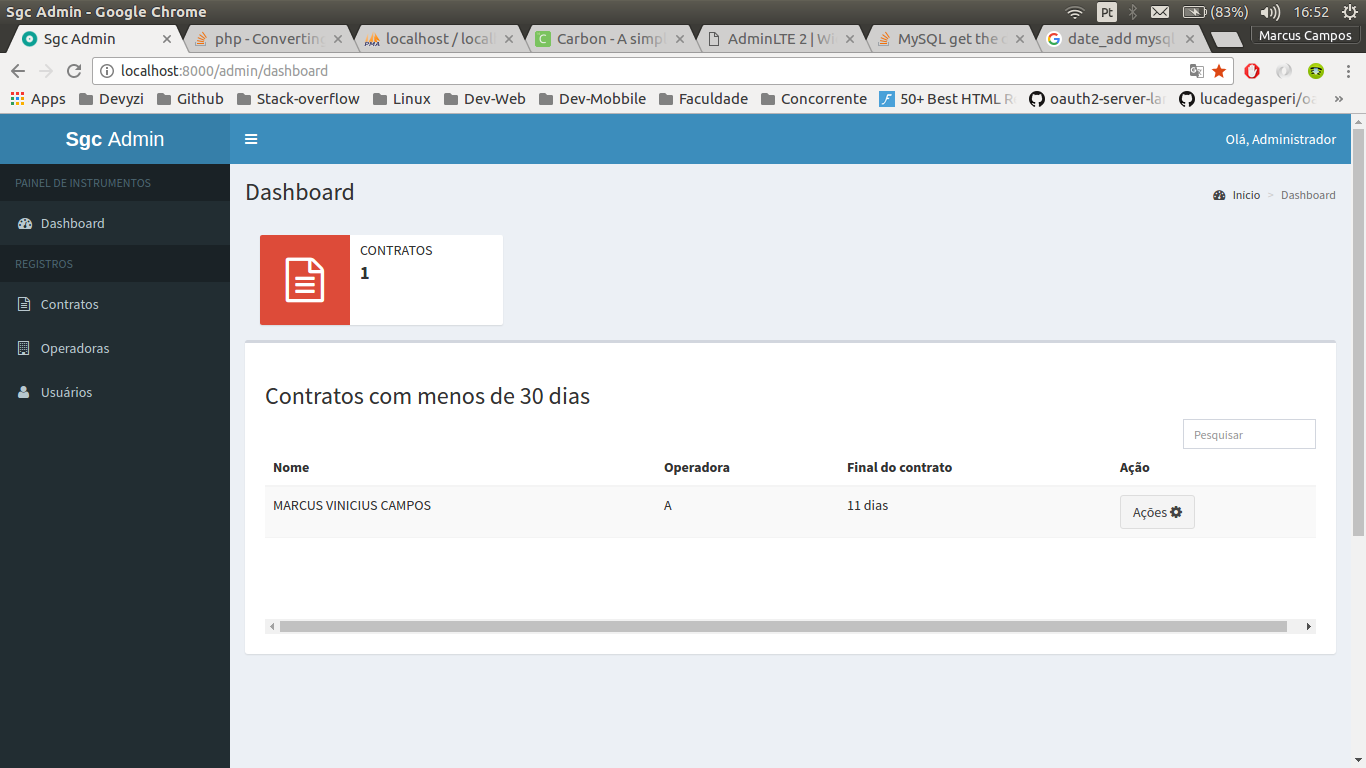 Sgc Admin - Google Chrome
Pt
(83%)
16:52
Sgc Admin
php - Converting
localhost / local
Carbon - A simpl
AdminLTE 2 | Wi
MySQL get the
date_add mysql
Marcus Campos
localhost:8000/admin/dashboard
Apps
Devyzi
Github
Stack-overflow
Linux
Dev-Web
Dev-Mobbile
Faculdade
Concorrente
50+ Best HTML R
oauth2-server-la
lucadegasperi/oa
»
Sgc Admin
Olá, Administrador
PAINEL DE INSTRUMENTOS
Dashboard
REGISTROS
Contratos
Operadoras
Usuários
Dashboard
Inicio > Dashboard
CONTRATOS
1
Contratos com menos de 30 dias
Pesquisar
Nome Operadora Final do contrato Ação
MARCUS VINICIUS CAMPOS A 11 dias Ações